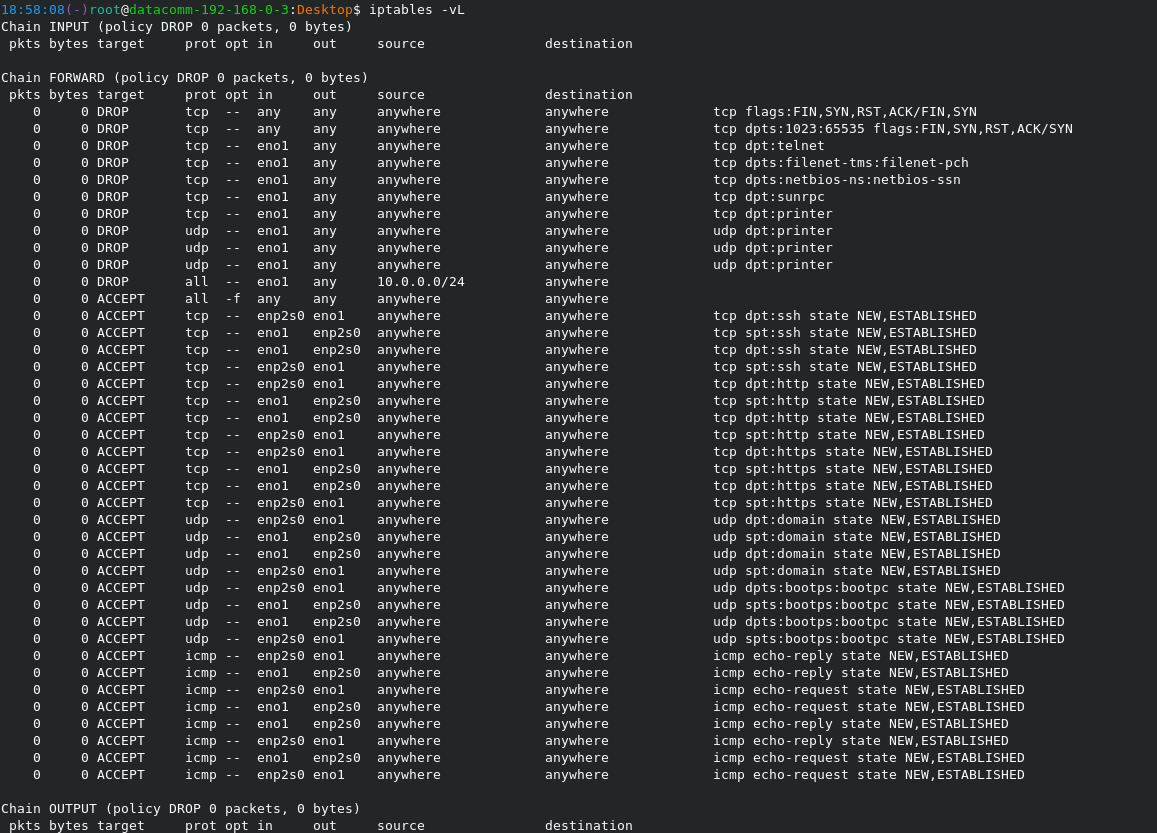 18:58:08(-)root@datacomm-192-168-0-3:Desktop$ iptables -vL
Chain INPUT (policy DROP 0 packets, 0 bytes)
 pkts bytes target     prot opt in     out     source               destination

Chain FORWARD (policy DROP 0 packets, 0 bytes)
 pkts bytes target     prot opt in     out     source               destination
    0     0 DROP       tcp  --  any    any     anywhere             anywhere             tcp flags:FIN,SYN,RST,ACK/FIN,SYN
    0     0 DROP       tcp  --  any    any     anywhere             anywhere             tcp dpts:1023:65535 flags:FIN,SYN,RST,ACK/SYN
    0     0 DROP       tcp  --  eno1   any     anywhere             anywhere             tcp dpt:telnet
    0     0 DROP       tcp  --  eno1   any     anywhere             anywhere             tcp dpts:filenet-tms:filenet-pch
    0     0 DROP       tcp  --  eno1   any     anywhere             anywhere             tcp dpts:netbios-ns:netbios-ssn
    0     0 DROP       tcp  --  eno1   any     anywhere             anywhere             tcp dpt:sunrpc
    0     0 DROP       tcp  --  eno1   any     anywhere             anywhere             tcp dpt:printer
    0     0 DROP       udp  --  eno1   any     anywhere             anywhere             udp dpt:printer
    0     0 DROP       udp  --  eno1   any     anywhere             anywhere             udp dpt:printer
    0     0 DROP       udp  --  eno1   any     anywhere             anywhere             udp dpt:printer
    0     0 DROP       all  --  eno1   any     10.0.0.0/24          anywhere
    0     0 ACCEPT     all  -f  any    any     anywhere             anywhere
    0     0 ACCEPT     tcp  --  enp2s0 eno1    anywhere             anywhere             tcp dpt:ssh state NEW,ESTABLISHED
    0     0 ACCEPT     tcp  --  eno1   enp2s0  anywhere             anywhere             tcp spt:ssh state NEW,ESTABLISHED
    0     0 ACCEPT     tcp  --  eno1   enp2s0  anywhere             anywhere             tcp dpt:ssh state NEW,ESTABLISHED
    0     0 ACCEPT     tcp  --  enp2s0 eno1    anywhere             anywhere             tcp spt:ssh state NEW,ESTABLISHED
    0     0 ACCEPT     tcp  --  enp2s0 eno1    anywhere             anywhere             tcp dpt:http state NEW,ESTABLISHED
    0     0 ACCEPT     tcp  --  eno1   enp2s0  anywhere             anywhere             tcp spt:http state NEW,ESTABLISHED
    0     0 ACCEPT     tcp  --  eno1   enp2s0  anywhere             anywhere             tcp dpt:http state NEW,ESTABLISHED
    0     0 ACCEPT     tcp  --  enp2s0 eno1    anywhere             anywhere             tcp spt:http state NEW,ESTABLISHED
    0     0 ACCEPT     tcp  --  enp2s0 eno1    anywhere             anywhere             tcp dpt:https state NEW,ESTABLISHED
    0     0 ACCEPT     tcp  --  eno1   enp2s0  anywhere             anywhere             tcp spt:https state NEW,ESTABLISHED
    0     0 ACCEPT     tcp  --  eno1   enp2s0  anywhere             anywhere             tcp dpt:https state NEW,ESTABLISHED
    0     0 ACCEPT     tcp  --  enp2s0 eno1    anywhere             anywhere             tcp spt:https state NEW,ESTABLISHED
    0     0 ACCEPT     udp  --  enp2s0 eno1    anywhere             anywhere             udp dpt:domain state NEW,ESTABLISHED
    0     0 ACCEPT     udp  --  eno1   enp2s0  anywhere             anywhere             udp spt:domain state NEW,ESTABLISHED
    0     0 ACCEPT     udp  --  eno1   enp2s0  anywhere             anywhere             udp dpt:domain state NEW,ESTABLISHED
    0     0 ACCEPT     udp  --  enp2s0 eno1    anywhere             anywhere             udp spt:domain state NEW,ESTABLISHED
    0     0 ACCEPT     udp  --  enp2s0 eno1    anywhere             anywhere             udp dpts:bootps:bootpc state NEW,ESTABLISHED
    0     0 ACCEPT     udp  --  eno1   enp2s0  anywhere             anywhere             udp spts:bootps:bootpc state NEW,ESTABLISHED
    0     0 ACCEPT     udp  --  eno1   enp2s0  anywhere             anywhere             udp dpts:bootps:bootpc state NEW,ESTABLISHED
    0     0 ACCEPT     udp  --  enp2s0 eno1    anywhere             anywhere             udp spts:bootps:bootpc state NEW,ESTABLISHED
    0     0 ACCEPT     icmp --  enp2s0 eno1    anywhere             anywhere             icmp echo-reply state NEW,ESTABLISHED
    0     0 ACCEPT     icmp --  eno1   enp2s0  anywhere             anywhere             icmp echo-reply state NEW,ESTABLISHED
    0     0 ACCEPT     icmp --  enp2s0 eno1    anywhere             anywhere             icmp echo-request state NEW,ESTABLISHED
    0     0 ACCEPT     icmp --  eno1   enp2s0  anywhere             anywhere             icmp echo-request state NEW,ESTABLISHED
    0     0 ACCEPT     icmp --  eno1   enp2s0  anywhere             anywhere             icmp echo-reply state NEW,ESTABLISHED
    0     0 ACCEPT     icmp --  enp2s0 eno1    anywhere             anywhere             icmp echo-reply state NEW,ESTABLISHED
    0     0 ACCEPT     icmp --  eno1   enp2s0  anywhere             anywhere             icmp echo-request state NEW,ESTABLISHED
    0     0 ACCEPT     icmp --  enp2s0 eno1    anywhere             anywhere             icmp echo-request state NEW,ESTABLISHED

Chain OUTPUT (policy DROP 0 packets, 0 bytes)
 pkts bytes target     prot opt in     out     source               destination